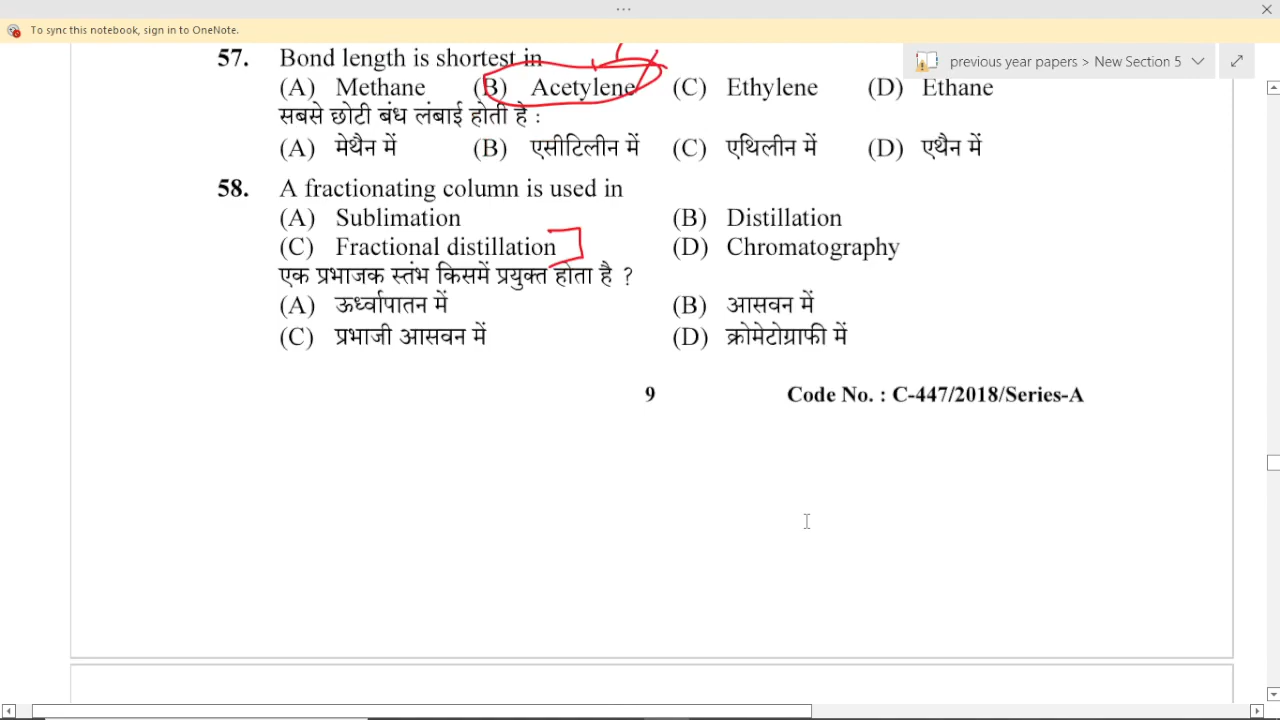 ...
To sync this notebook, sign in to OneNote.
previous year papers > New Section 5
57. Bond length is shortest in
(A) Methane (B) Acetylene (C) Ethylene (D) Ethane
सबसे छोटी बंध लंबाई होती है :
(A) मेथैन में (B) एसीटिलीन में (C) एथिलीन में (D) एथैन में
58. A fractionating column is used in
(A) Sublimation (B) Distillation
(C) Fractional distillation (D) Chromatography
एक प्रभाजक स्तंभ किसमें प्रयुक्त होता है ?
(A) ऊर्ध्वापातन में (B) आसवन में
(C) प्रभाजी आसवन में (D) क्रोमेटोग्राफी में
9 Code No. : C-447/2018/Series-A